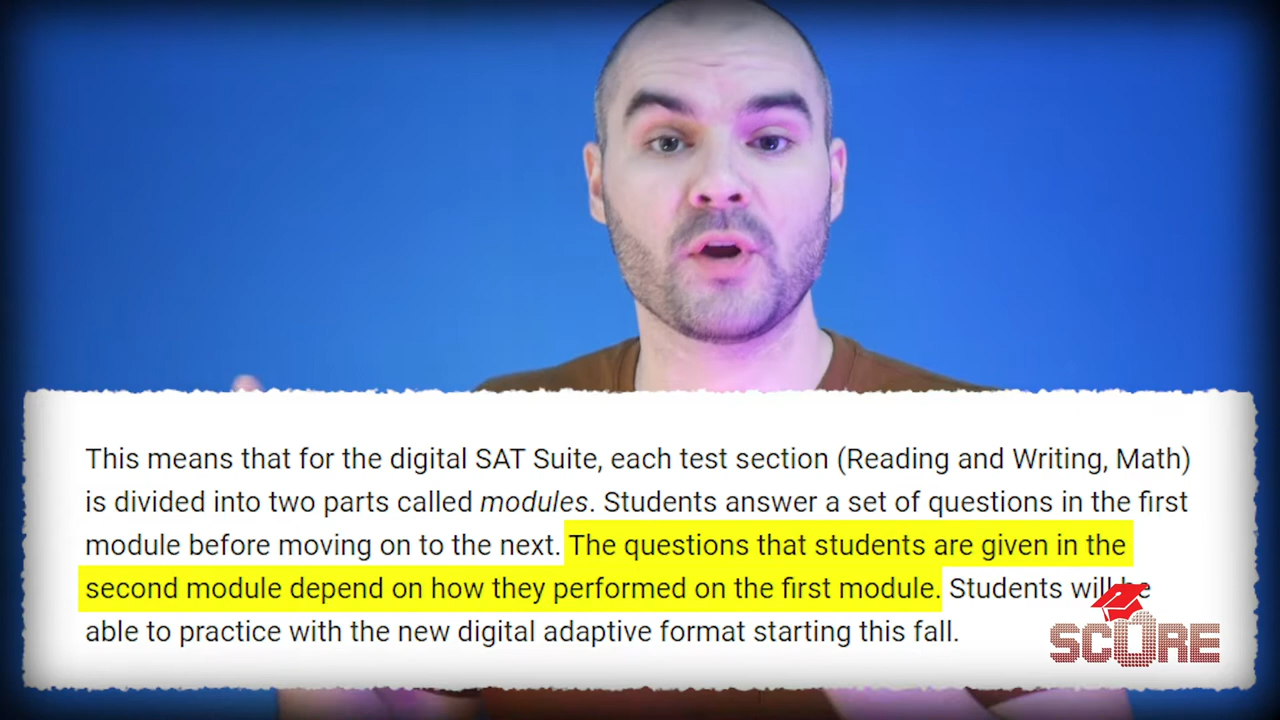 This means that for the digital SAT Suite, each test section (Reading and Writing, Math)
is divided into two parts called modules. Students answer a set of questions in the first
module before moving on to the next. The questions that students are given in the
second module depend on how they performed on the first module. Students will be
able to practice with the new digital adaptive format starting this fall.
SCORE